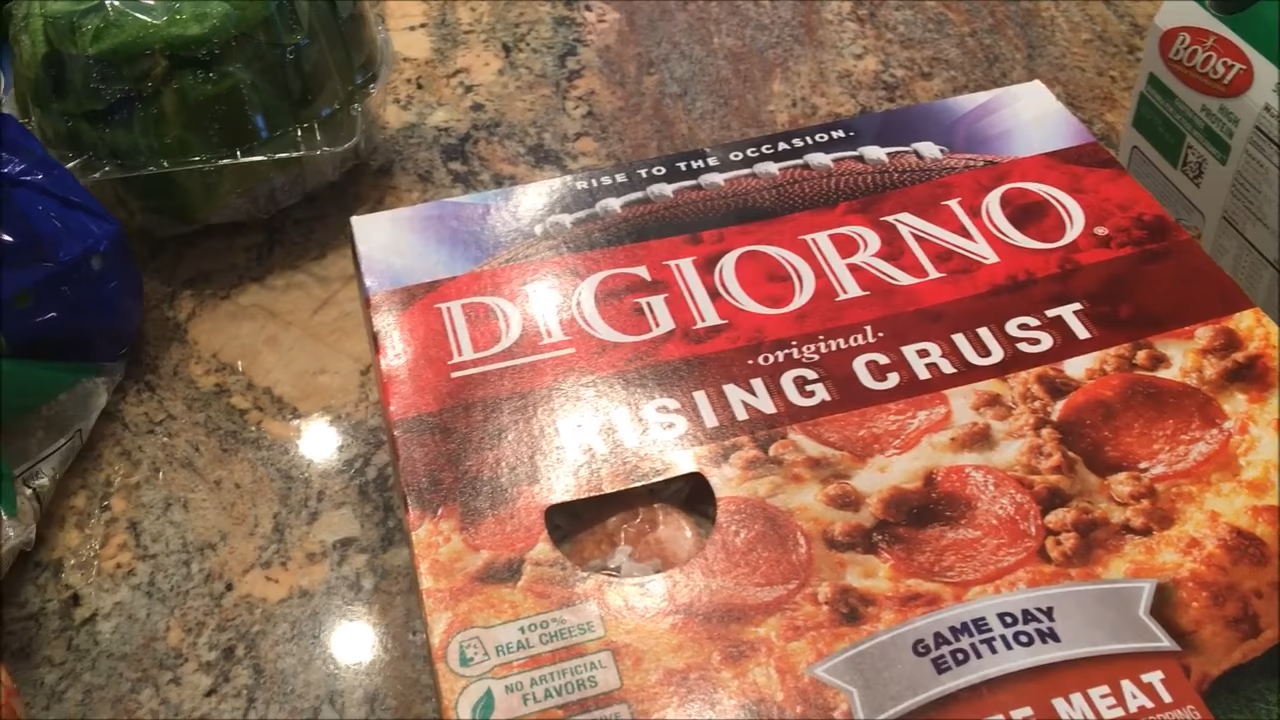 RISE TO THE OCCASION.
DIGIORNO®
·original·
RISING CRUST
100%
REAL CHEESE
NO ARTIFICIAL
FLAVORS
GAME DAY
EDITION
MEAT
BOOST
HIGH
PROTEIN